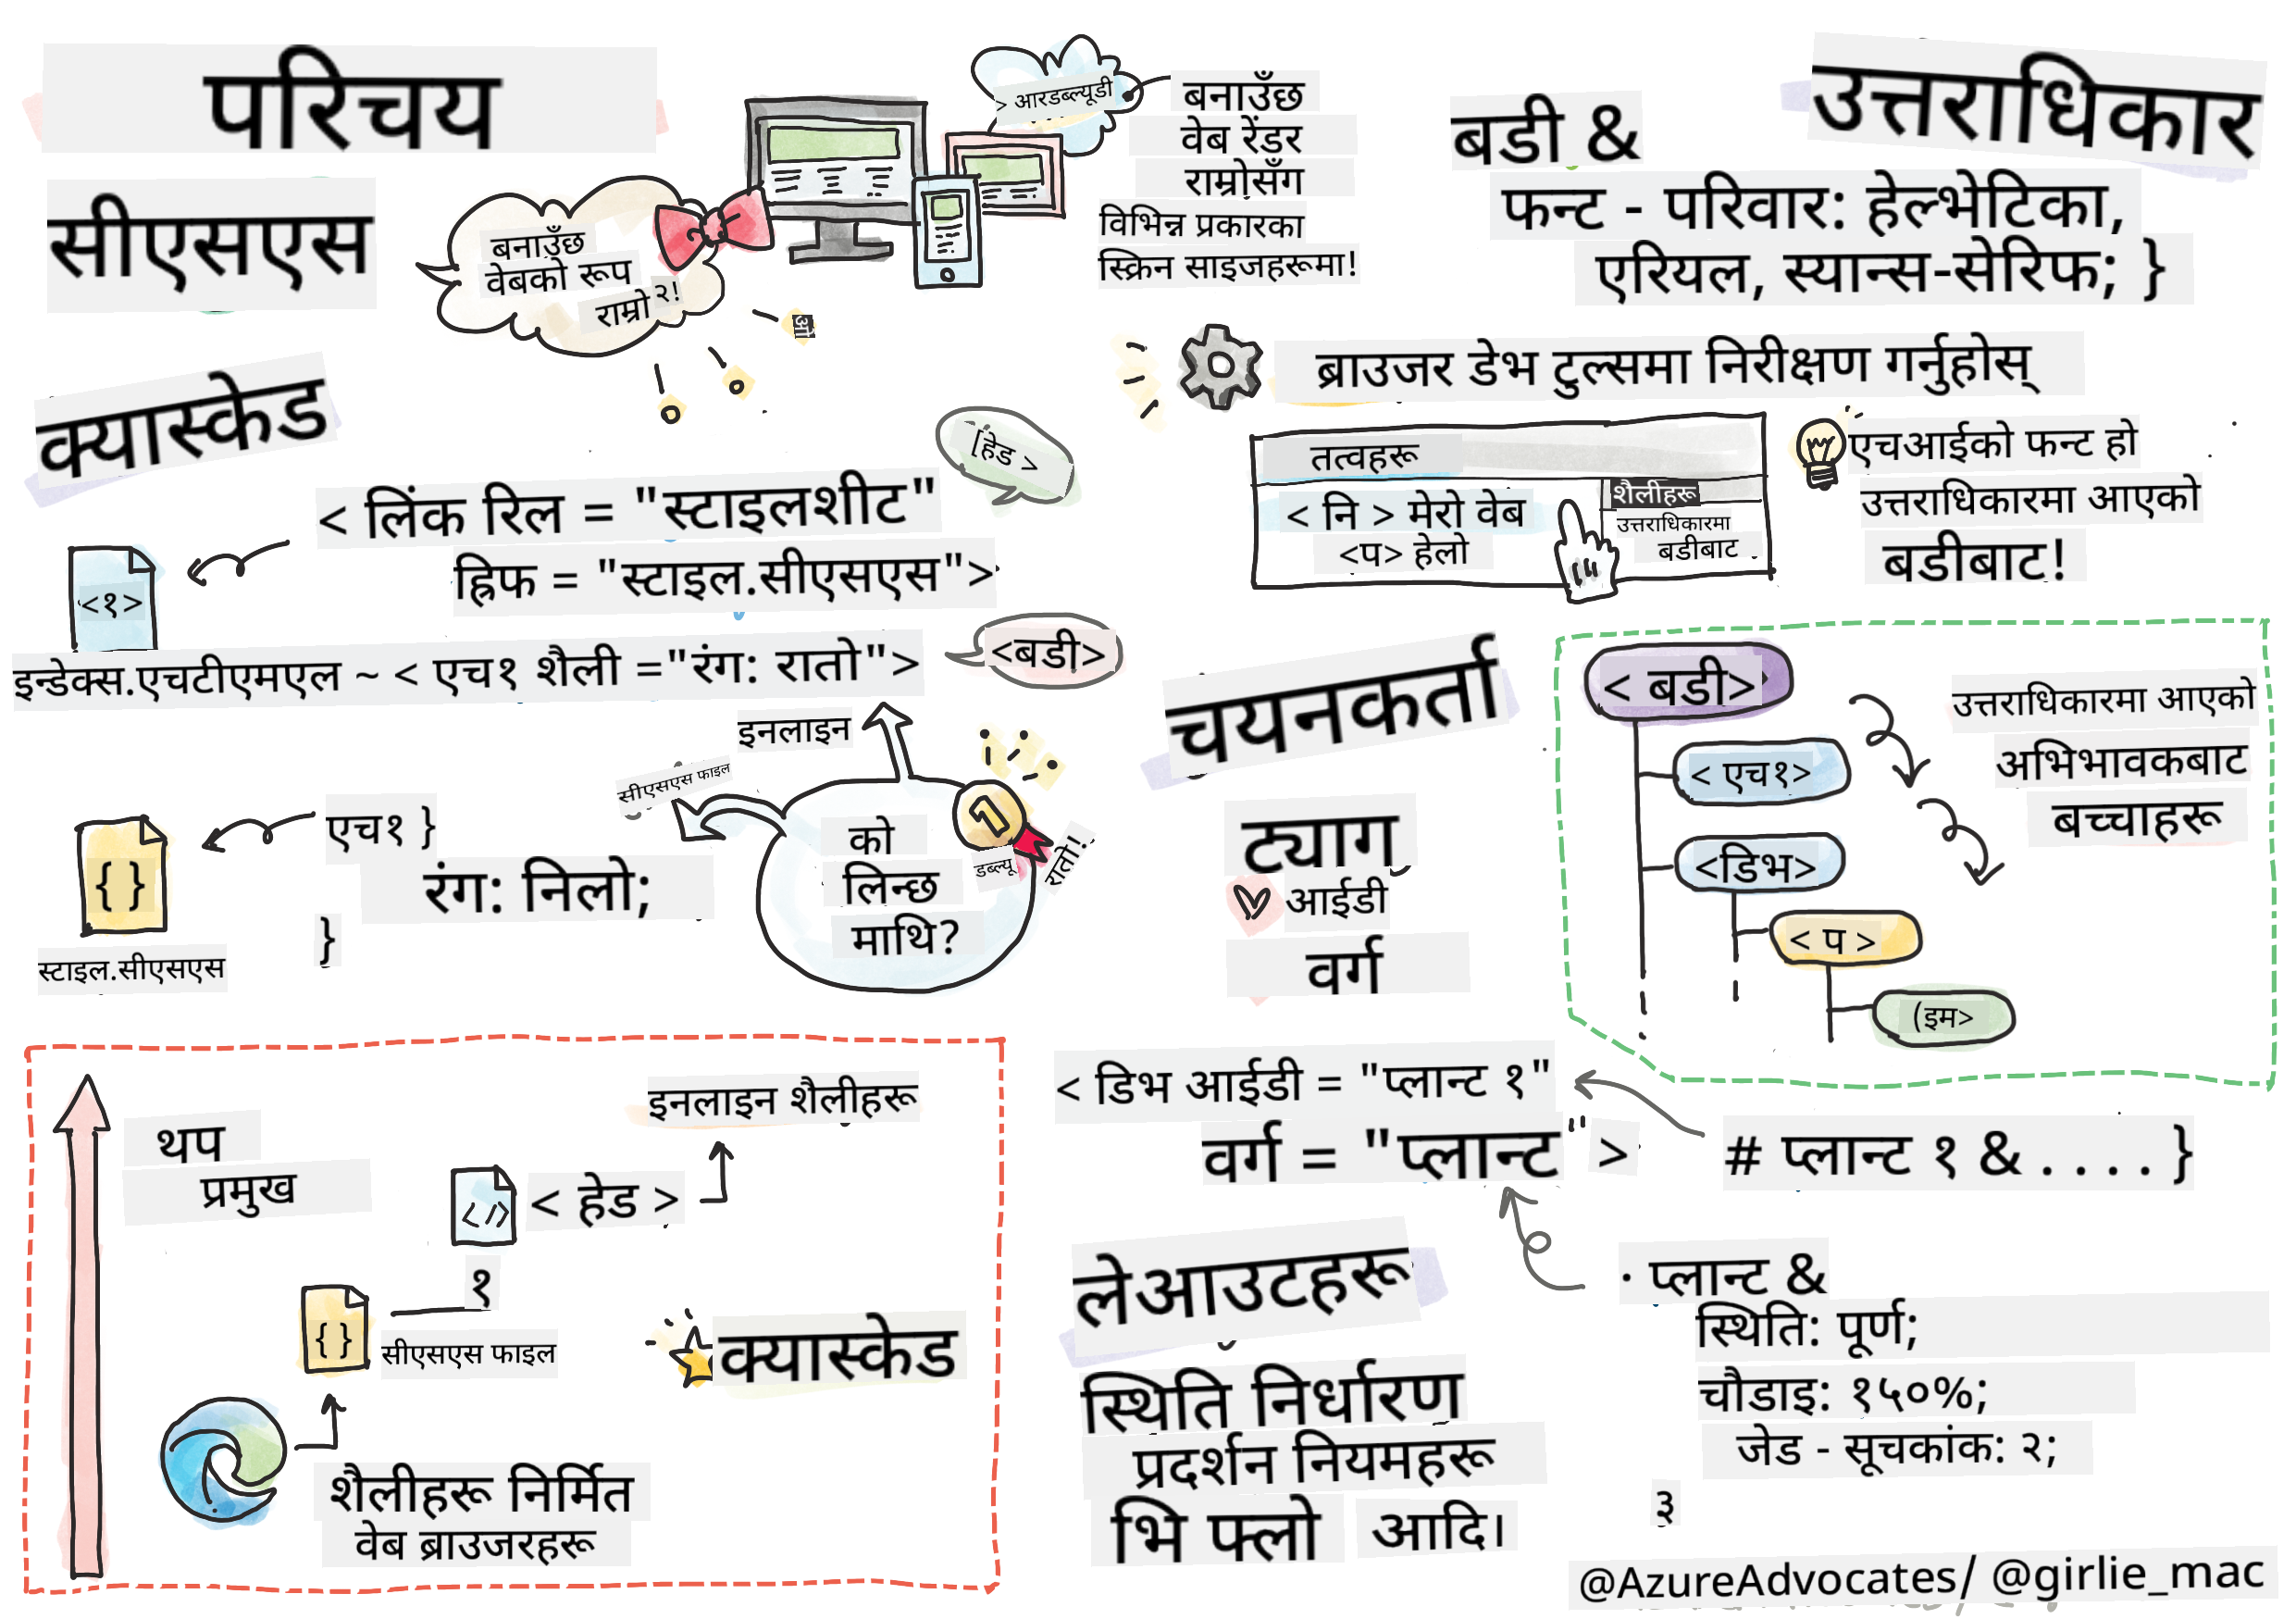 परिचय
सीएसएस
बनाउँछ
वेबको रूप
राम्रो २!
> आरडब्ल्यूडी
बनाउँछ
वेब रेंडर
राम्रोसँग
विभिन्न प्रकारका
स्क्रिन साइजहरूमा!
क्यास्केड
[हेड >
< लिंक रिल = "स्टाइलशीट"
ह्रिफ = "स्टाइल.सीएसएस">
<१>
इन्डेक्स.एचटीएमएल ~ < एच१ शैली ="रंग: रातो">
<बडी>
इनलाइन
सीएसएस फाइल
एच१ }
रंग: निलो;
}
{ }
स्टाइल.सीएसएस
को
लिन्छ
माथि?
1
डब्ल्यू
रातो!
थप
प्रमुख
इनलाइन शैलीहरू
</>
< हेड >
१
{ }
सीएसएस फाइल
क्यास्केड
शैलीहरू निर्मित
वेब ब्राउजरहरू
उत्तराधिकार
बडी &
फन्ट - परिवार: हेल्भेटिका,
एरियल, स्यान्स-सेरिफ; }
ब्राउजर डेभ टुल्समा निरीक्षण गर्नुहोस्
तत्वहरू
< नि > मेरो वेब
<प> हेलो
शैलीहरू
उत्तराधिकारमा
बडीबाट
एचआईको फन्ट हो
उत्तराधिकारमा आएको
बडीबाट!
चयनकर्ता
ट्याग
आईडी
वर्ग
< बडी>
< एच१>
<डिभ>
< प >
(इम>
उत्तराधिकारमा आएको
अभिभावकबाट
बच्चाहरू
< डिभ आईडी = "प्लान्ट १"
वर्ग = "प्लान्ट" >
# प्लान्ट १ & . . . . }
· प्लान्ट &
स्थिति: पूर्ण;
चौडाइ: १५०%;
जेड - सूचकांक: २;
३
लेआउटहरू
स्थिति निर्धारण
प्रदर्शन नियमहरू
भि फ्लो आदि।
@AzureAdvocates/ @girlie_mac